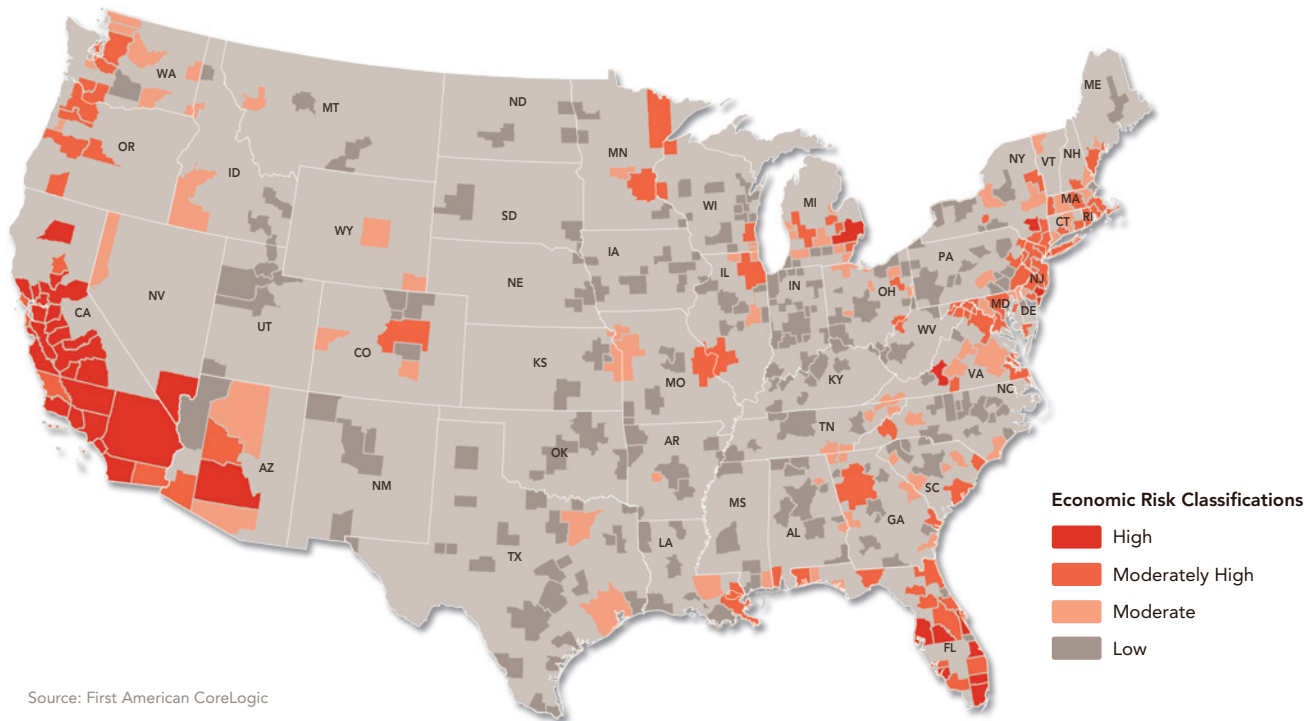 ME
WA
MT
ND
MN
OR
NY
VT
NH
ID
WI
MI
MA
SD
CT
RI
WY
IA
PA
NE
IL
IN
OH
NJ
NV
MD
DE
CA
UT
CO
WV
KS
MO
KY
VA
NC
TN
OK
AR
AZ
NM
SC
MS
AL
GA
TX
LA
FL
Economic Risk Classifications
High
Moderately High
Moderate
Low
Source: First American CoreLogic